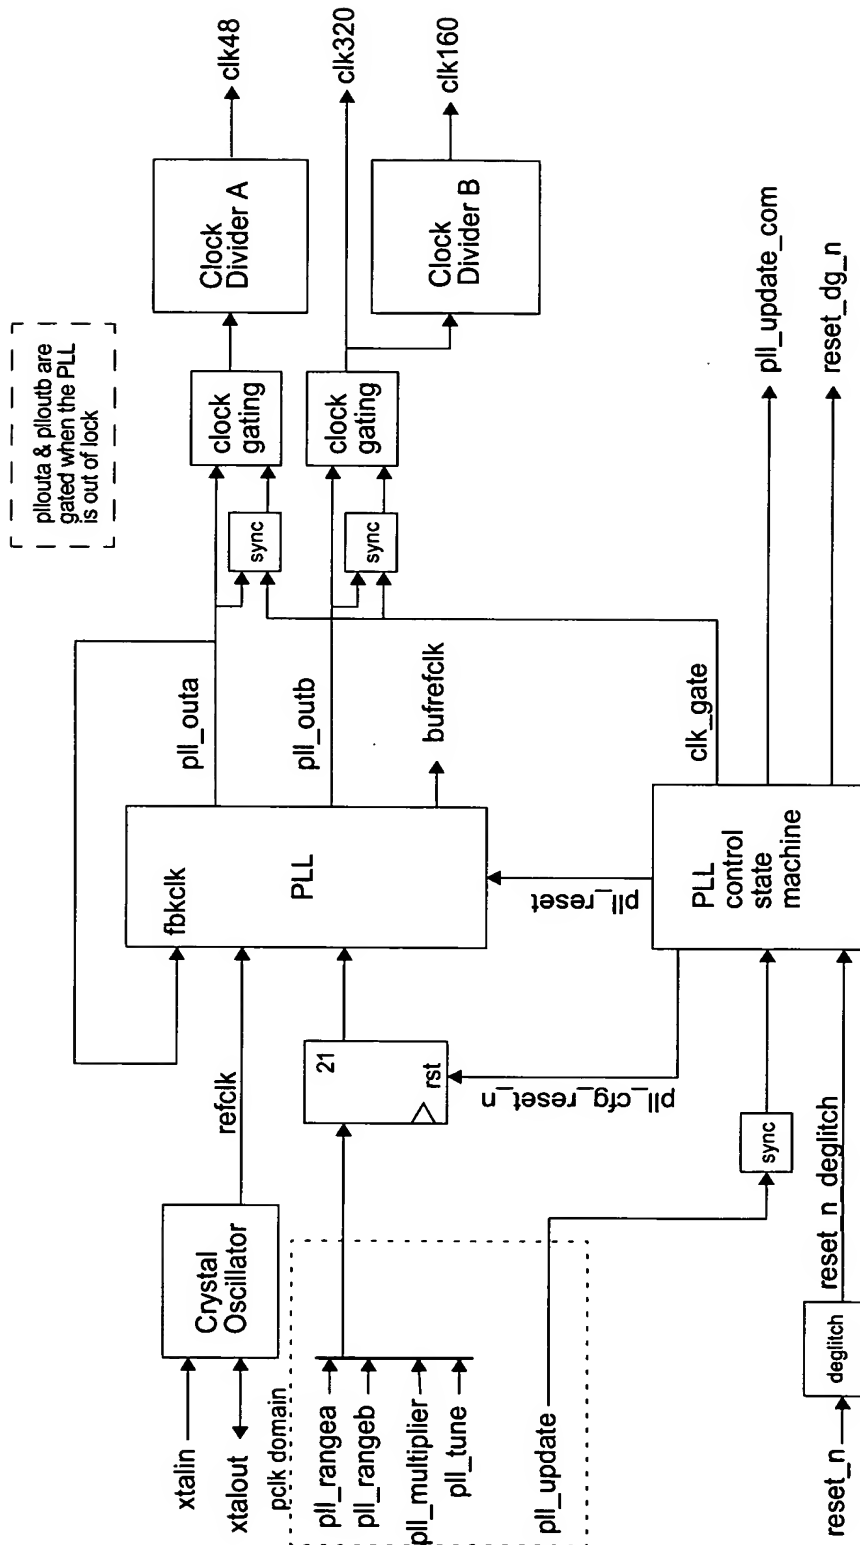 xtalin
xtalout
Crystal
Oscillator
refclk
pclk domain
pll_rangea
pll_rangeb
pll_multiplier
pll_tune
pll_update
21
rst
pll_cfg_reset_n
sync
reset_n
deglitch
reset_n_deglitch
fbkclk
PLL
pll_reset
PLL
control
state
machine
pll_outa
pll_outb
bufrefclk
clk_gate
pllouta & plloutb are
gated when the PLL
is out of lock
sync
sync
clock
gating
clock
gating
Clock
Divider A
Clock
Divider B
clk48
clk320
clk160
pll_update_com
reset_dg_n